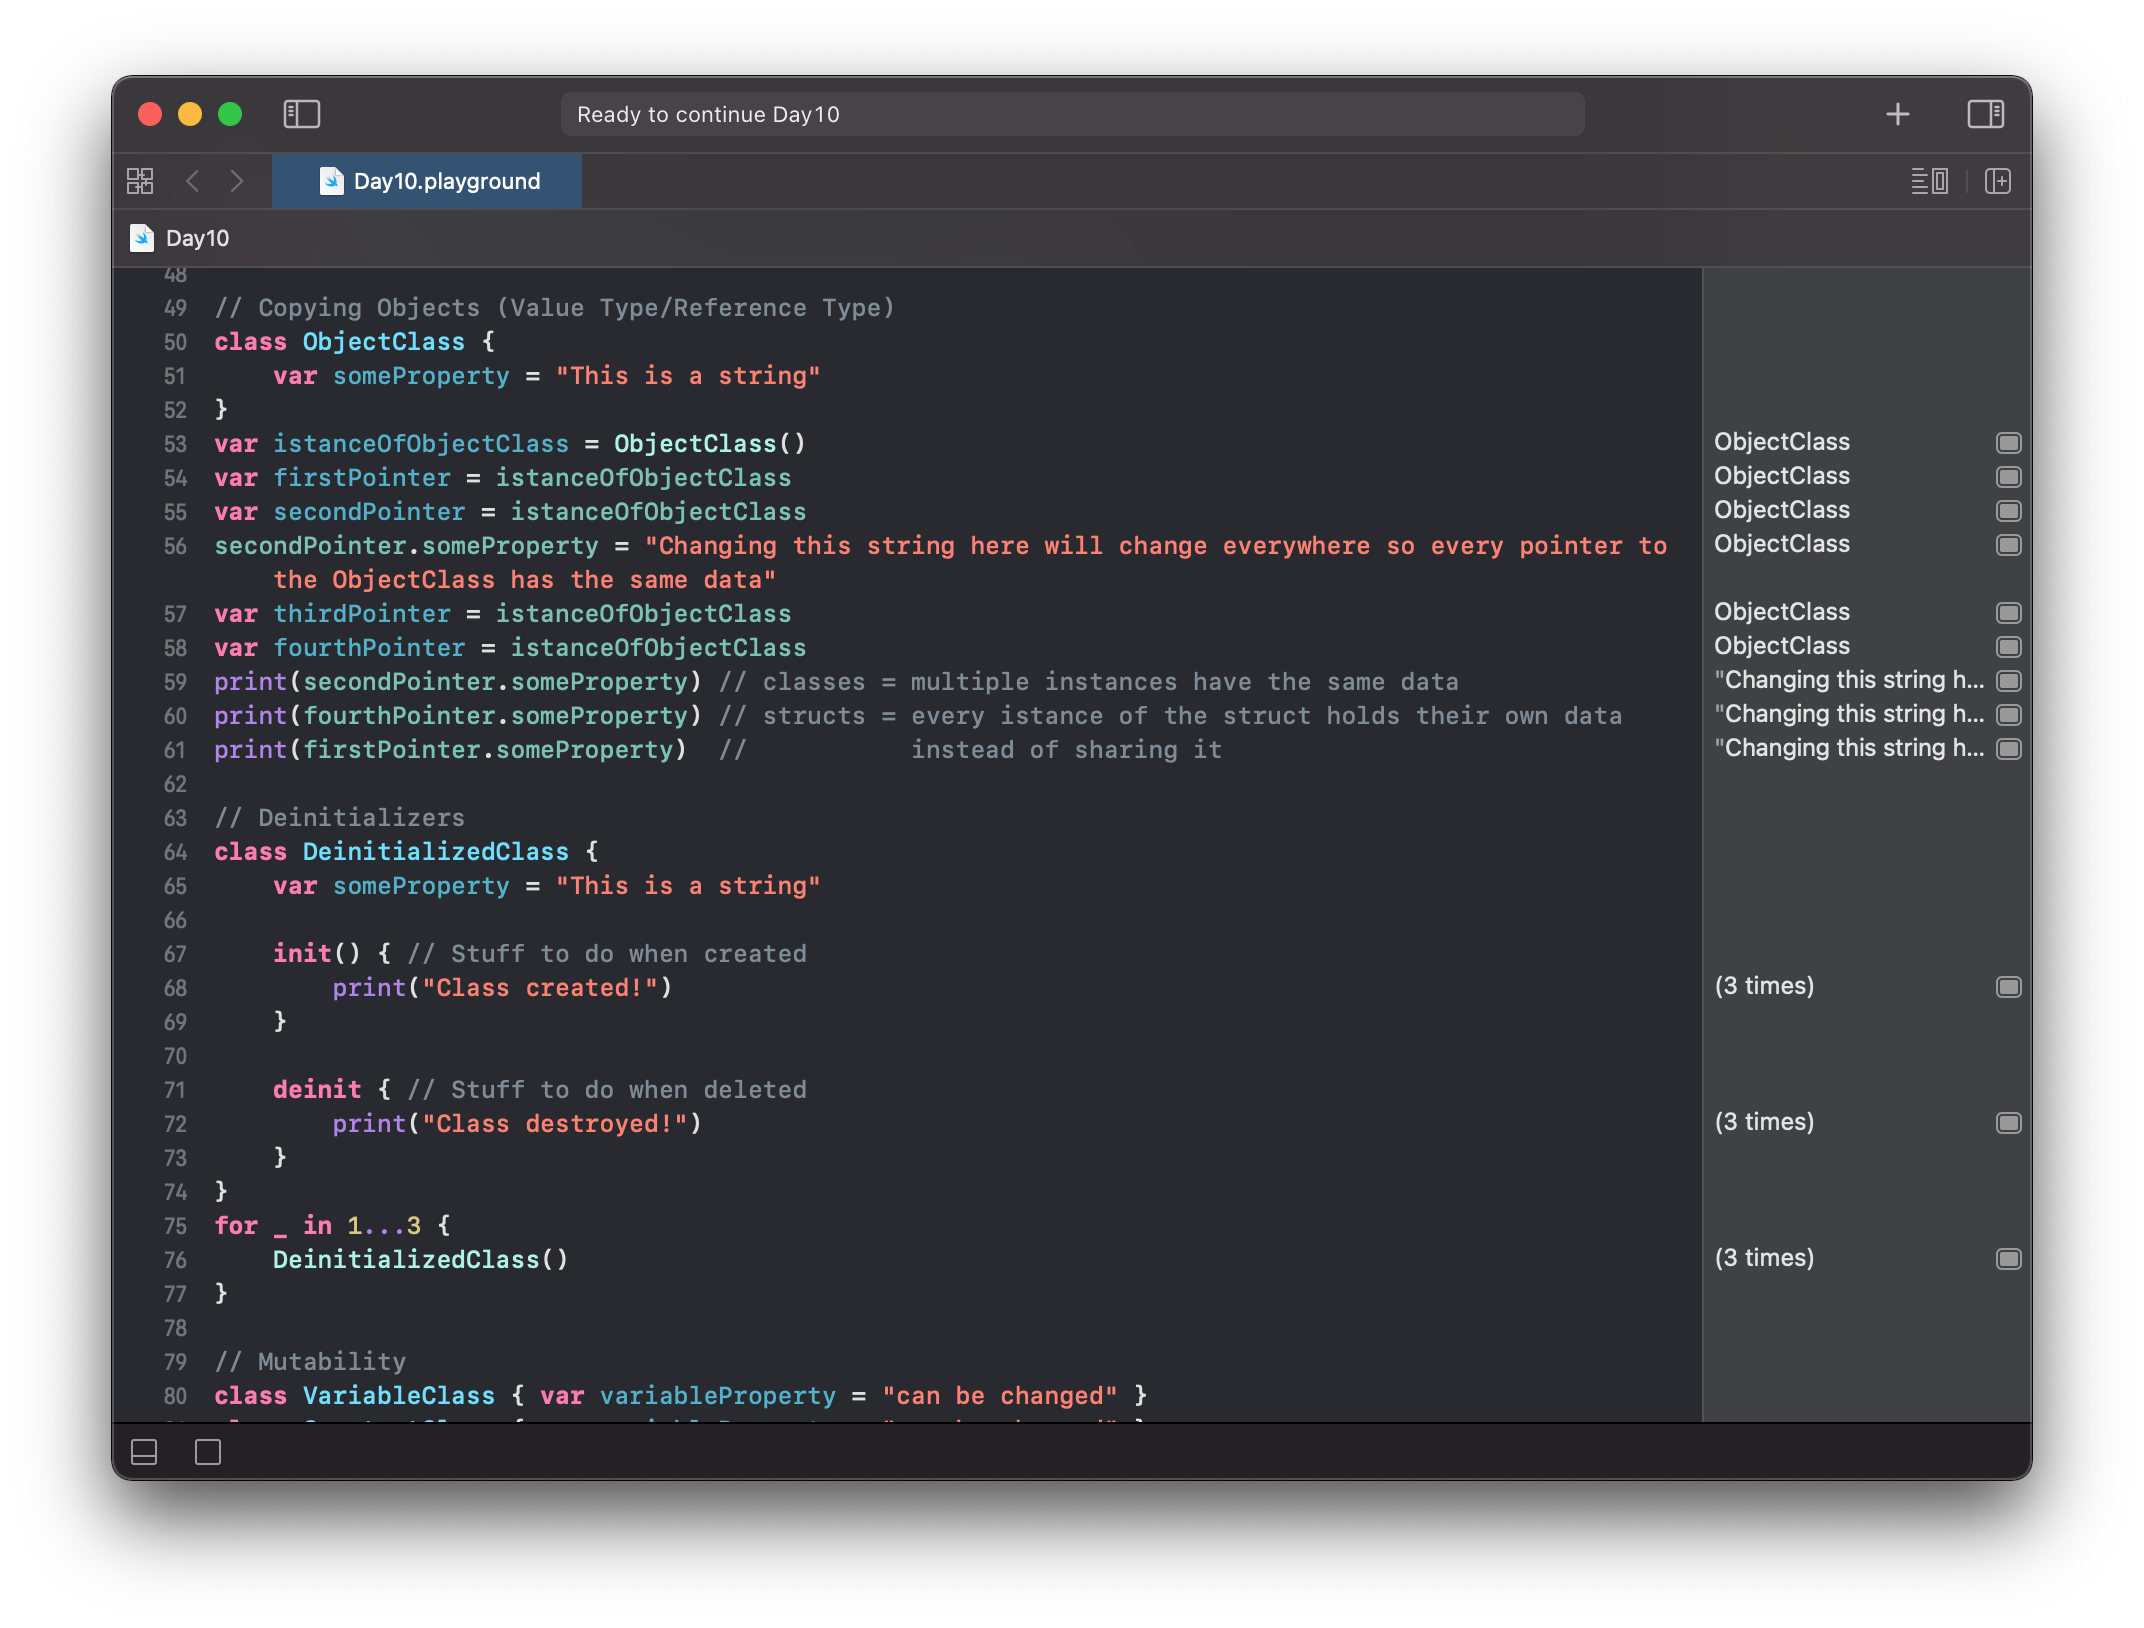 Ready to continue Day10
Day10.playground
Day10
48
49 // Copying Objects (Value Type/Reference Type)
50 class ObjectClass {
51     var someProperty = "This is a string"
52 }
53 var istanceOfObjectClass = ObjectClass() ObjectClass
54 var firstPointer = istanceOfObjectClass ObjectClass
55 var secondPointer = istanceOfObjectClass ObjectClass
56 secondPointer.someProperty = "Changing this string here will change everywhere so every pointer to ObjectClass
the ObjectClass has the same data"
57 var thirdPointer = istanceOfObjectClass ObjectClass
58 var fourthPointer = istanceOfObjectClass ObjectClass
59 print(secondPointer.someProperty) // classes = multiple instances have the same data "Changing this string h...
60 print(fourthPointer.someProperty) // structs = every istance of the struct holds their own data "Changing this string h...
61 print(firstPointer.someProperty)  //           instead of sharing it "Changing this string h...
62
63 // Deinitializers
64 class DeinitializedClass {
65     var someProperty = "This is a string"
66
67     init() { // Stuff to do when created
68         print("Class created!") (3 times)
69     }
70
71     deinit { // Stuff to do when deleted
72         print("Class destroyed!") (3 times)
73     }
74 }
75 for _ in 1...3 {
76     DeinitializedClass() (3 times)
77 }
78
79 // Mutability
80 class VariableClass { var variableProperty = "can be changed" }